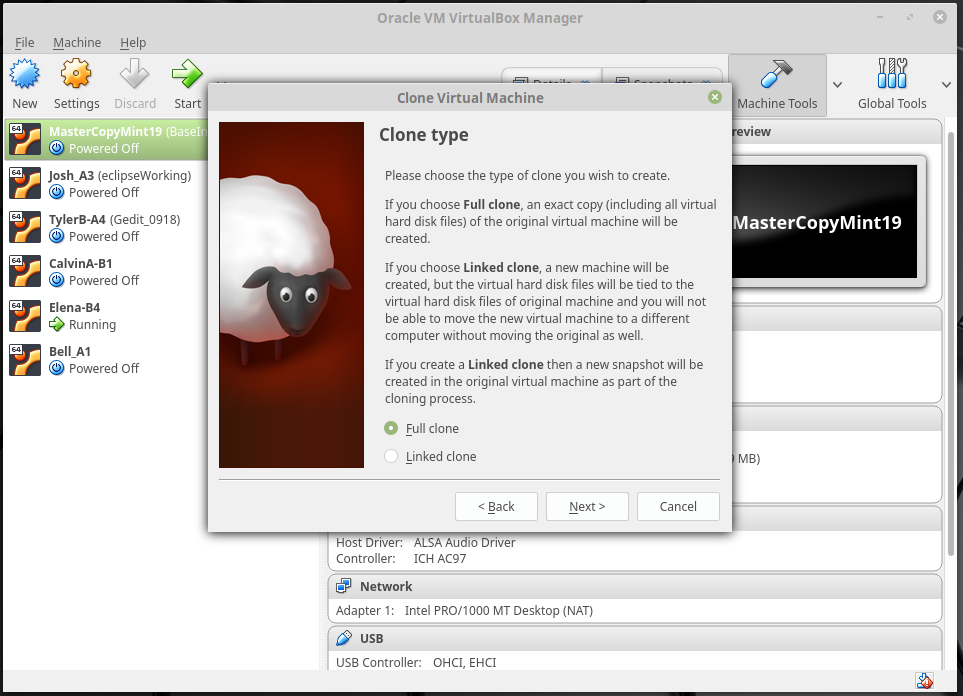 Oracle VM VirtualBox Manager
File Machine Help
New Settings Discard Start
Machine Tools Global Tools
Details Snapshots
64 MasterCopyMint19 (BaseIn
Powered Off
64 Josh_A3 (eclipseWorking)
Powered Off
64 TylerB-A4 (Gedit_0918)
Powered Off
64 CalvinA-B1
Powered Off
64 Elena-B4
Running
64 Bell_A1
Powered Off
Clone Virtual Machine
Clone type
Please choose the type of clone you wish to create.
If you choose Full clone, an exact copy (including all virtual
hard disk files) of the original virtual machine will be
created.
If you choose Linked clone, a new machine will be
created, but the virtual hard disk files will be tied to the
virtual hard disk files of original machine and you will not
be able to move the new virtual machine to a different
computer without moving the original as well.
If you create a Linked clone then a new snapshot will be
created in the original virtual machine as part of the
cloning process.
Full clone
Linked clone
< Back Next > Cancel
review
MasterCopyMint19
MB)
Host Driver: ALSA Audio Driver
Controller: ICH AC97
Network
Adapter 1: Intel PRO/1000 MT Desktop (NAT)
USB
USB Controller: OHCI, EHCI